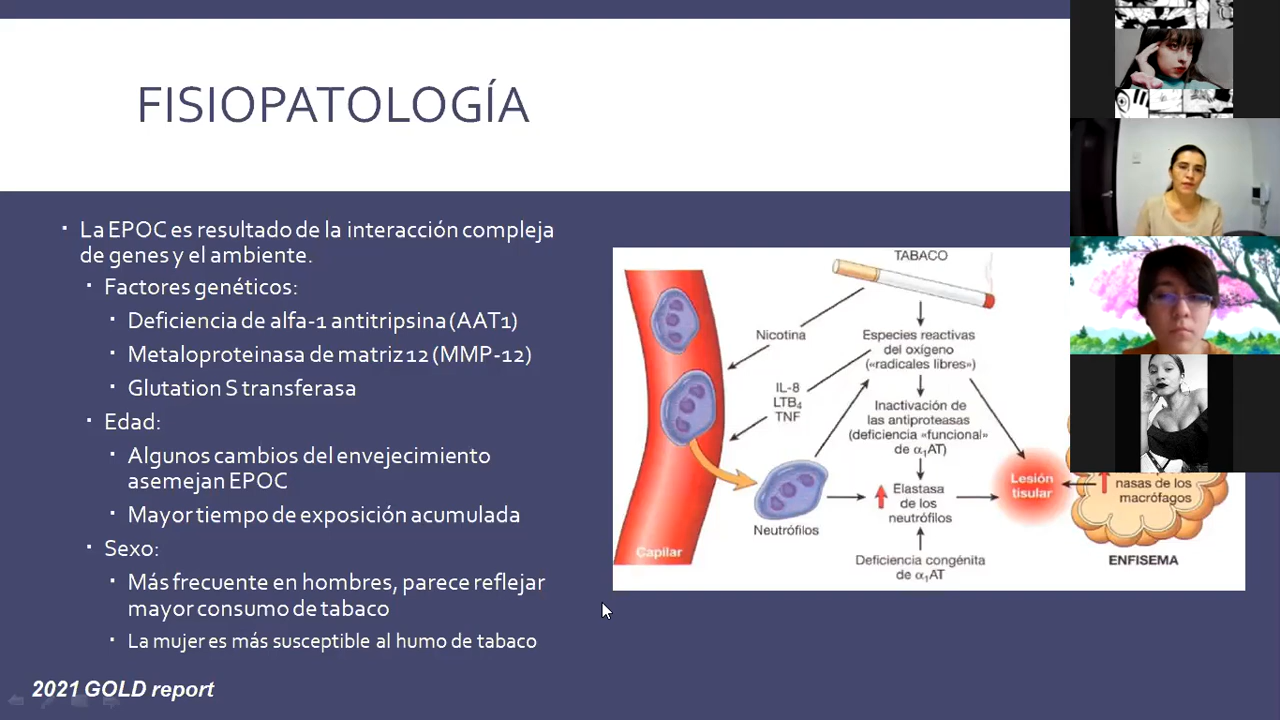 FISIOPATOLOGÍA
La EPOC es resultado de la interacción compleja
de genes y el ambiente.
Factores genéticos:
Deficiencia de alfa-1 antitripsina (AAT1)
Metaloproteinasa de matriz 12 (MMP-12)
Glutation S transferasa
Edad:
Algunos cambios del envejecimiento
asemejan EPOC
Mayor tiempo de exposición acumulada
Sexo:
Más frecuente en hombres, parece reflejar
mayor consumo de tabaco
La mujer es más susceptible al humo de tabaco
2021 GOLD report
TABACO
Nicotina
Especies reactivas
del oxígeno
(«radicales libres»)
IL-8
LTB₄
TNF
Inactivación de
las antiproteasas
(deficiencia «funcional»
de α₁AT)
Neutrófilos
Elastasa
de los
neutrófilos
Lesión
tisular
nasas de los
macrófagos
Capilar
Deficiencia congénita
de α₁AT
ENFISEMA